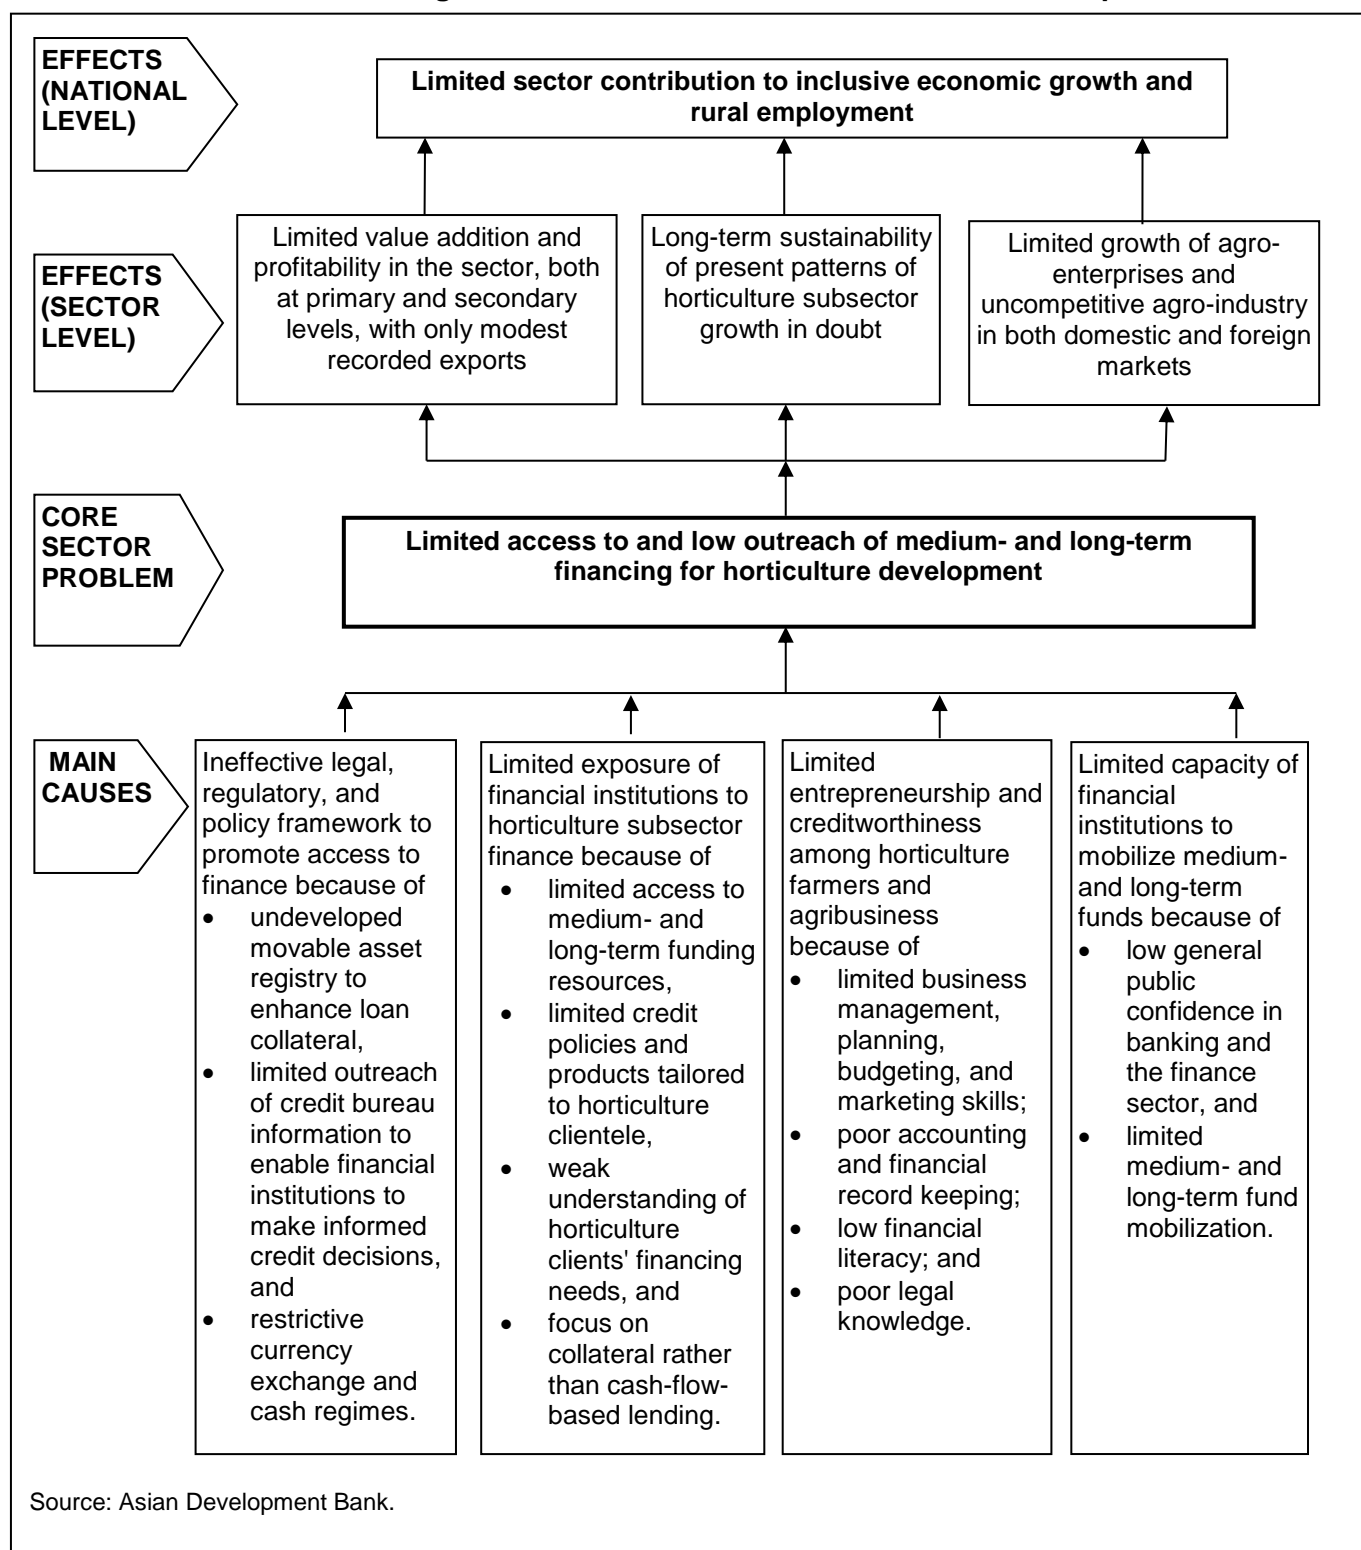 EFFECTS
(NATIONAL
LEVEL)
Limited sector contribution to inclusive economic growth and
rural employment
EFFECTS
(SECTOR
LEVEL)
Limited value addition and
profitability in the sector, both
at primary and secondary
levels, with only modest
recorded exports
Long-term sustainability
of present patterns of
horticulture subsector
growth in doubt
Limited growth of agro-
enterprises and
uncompetitive agro-industry
in both domestic and foreign
markets
CORE
SECTOR
PROBLEM
Limited access to and low outreach of medium- and long-term
financing for horticulture development
MAIN
CAUSES
Ineffective legal,
regulatory, and
policy framework to
promote access to
finance because of
• undeveloped
movable asset
registry to
enhance loan
collateral,
• limited outreach
of credit bureau
information to
enable financial
institutions to
make informed
credit decisions,
and
• restrictive
currency
exchange and
cash regimes.
Limited exposure of
financial institutions to
horticulture subsector
finance because of
• limited access to
medium- and
long-term funding
resources,
• limited credit
policies and
products tailored
to horticulture
clientele,
• weak
understanding of
horticulture
clients' financing
needs, and
• focus on
collateral rather
than cash-flow-
based lending.
Limited
entrepreneurship and
creditworthiness
among horticulture
farmers and
agribusiness
because of
• limited business
management,
planning,
budgeting, and
marketing skills;
• poor accounting
and financial
record keeping;
• low financial
literacy; and
• poor legal
knowledge.
Limited capacity of
financial
institutions to
mobilize medium-
and long-term
funds because of
• low general
public
confidence in
banking and
the finance
sector, and
• limited
medium- and
long-term fund
mobilization.
Source: Asian Development Bank.